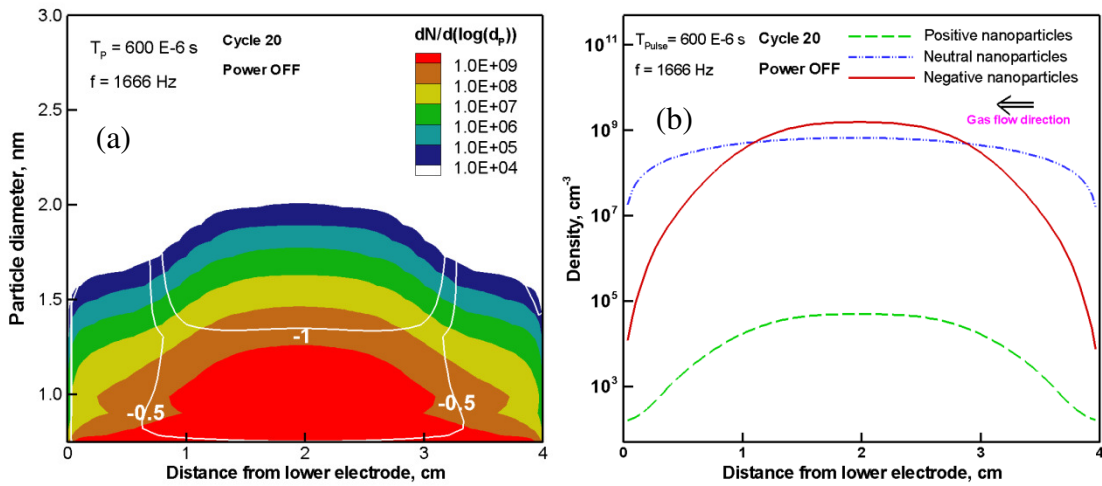 3.0
2.5
2.0
1.5
1.0
Particle diameter, nm
T_P = 600 E-6 s
f = 1666 Hz
Cycle 20
Power OFF
(a)
dN/d(log(d_P))
1.0E+09
1.0E+08
1.0E+07
1.0E+06
1.0E+05
1.0E+04
-1
-0.5
-0.5
0
1
2
3
4
Distance from lower electrode, cm
10^11
10^9
10^7
10^5
10^3
Density, cm^-3
T_Pulse = 600 E-6 s
f = 1666 Hz
Cycle 20
Power OFF
Positive nanoparticles
Neutral nanoparticles
Negative nanoparticles
Gas flow direction
(b)
0
1
2
3
4
Distance from lower electrode, cm